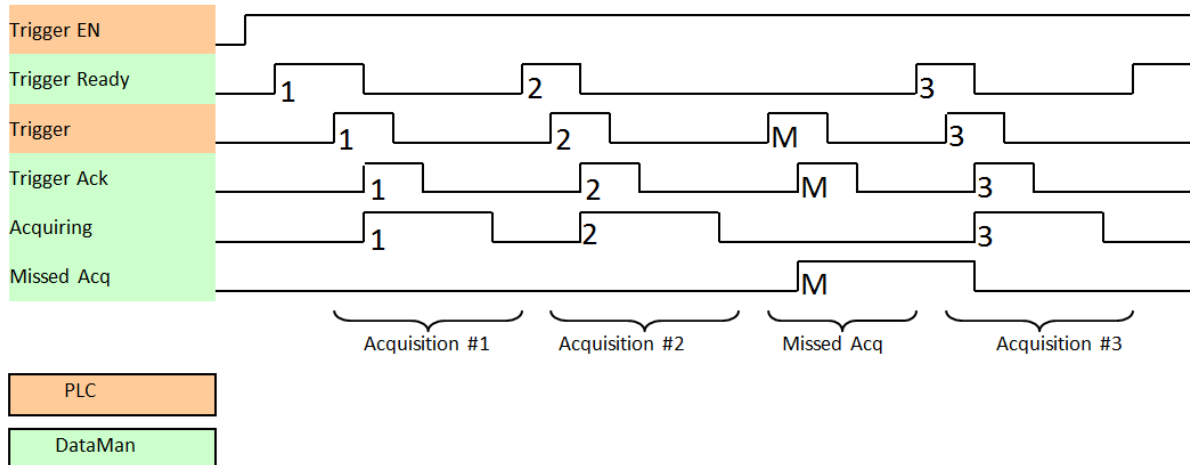 Trigger EN
Trigger Ready 1 2 3
Trigger 1 2 M 3
Trigger Ack 1 2 M 3
Acquiring 1 2 3
Missed Acq M
Acquisition #1 Acquisition #2 Missed Acq Acquisition #3
PLC
DataMan